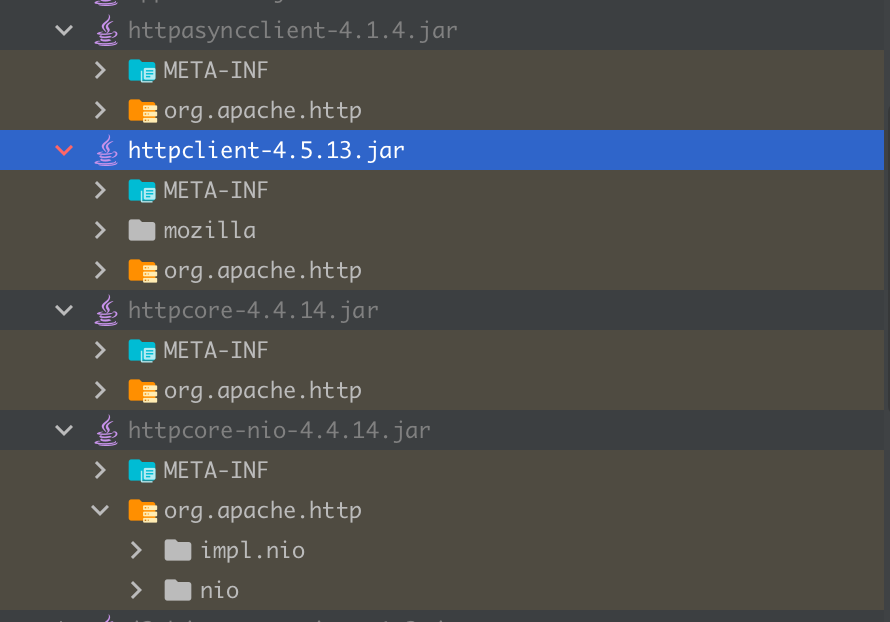 httpasyncclient-4.1.4.jar
META-INF
org.apache.http
httpclient-4.5.13.jar
META-INF
mozilla
org.apache.http
httpcore-4.4.14.jar
META-INF
org.apache.http
httpcore-nio-4.4.14.jar
META-INF
org.apache.http
impl.nio
nio